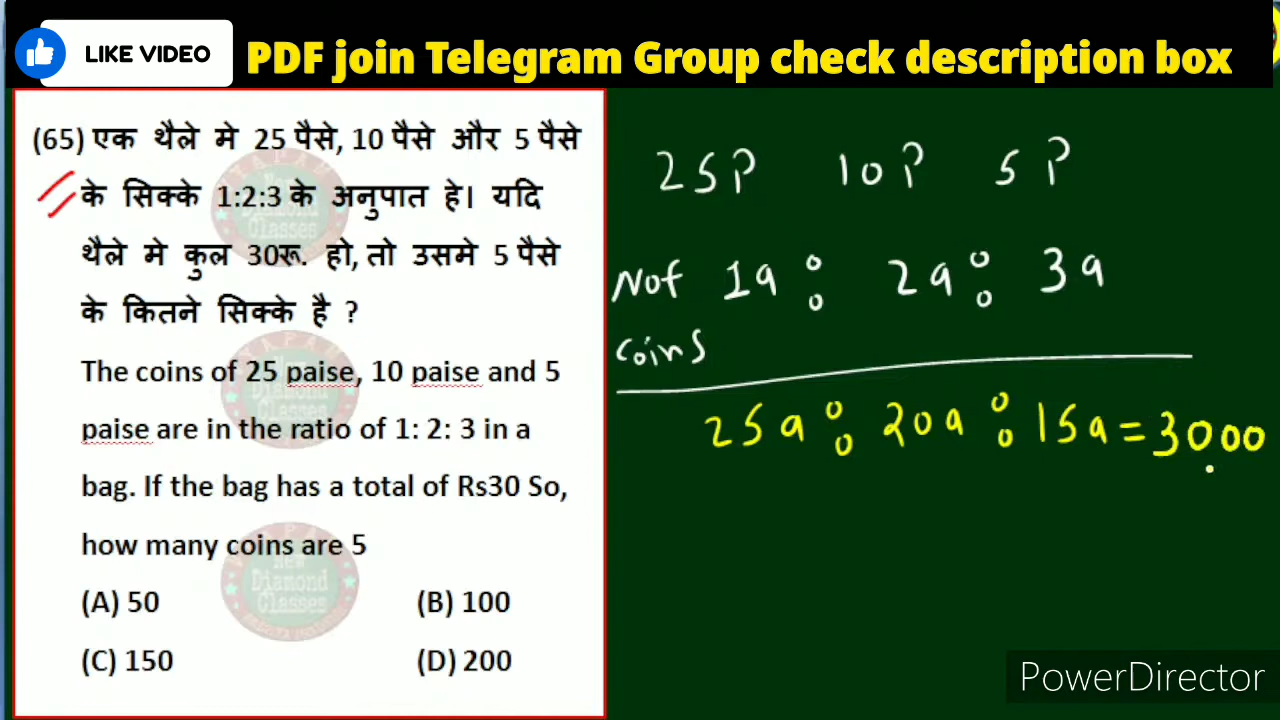 LIKE VIDEO
PDF join Telegram Group check description box
(65) एक थैले मे 25 पैसे, 10 पैसे और 5 पैसे
के सिक्के 1:2:3 के अनुपात हे। यदि
थैले मे कुल 30रू. हो, तो उसमे 5 पैसे
के कितने सिक्के है ?
The coins of 25 paise, 10 paise and 5
paise are in the ratio of 1: 2: 3 in a
bag. If the bag has a total of Rs30 So,
how many coins are 5
(A) 50 (B) 100
(C) 150 (D) 200
25P 10P 5P
Nof 1a : 2a : 3a
coins
25a : 20a : 15a = 3000
New
Diamond
Classes
PowerDirector